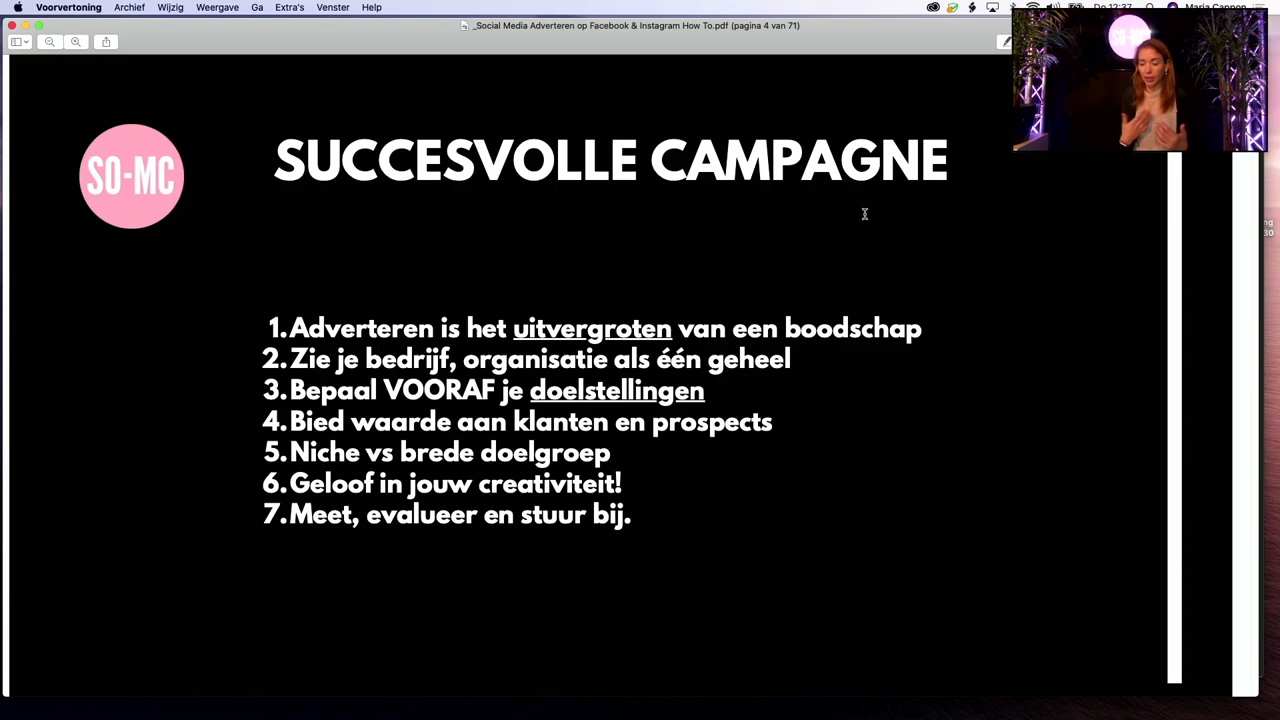 Voorvertoning Archief Wijzig Weergave Ga Extra's Venster Help
_Social Media Adverteren op Facebook & Instagram How To.pdf (pagina 4 van 71)
SO-MC
SUCCESVOLLE CAMPAGNE
1.Adverteren is het uitvergroten van een boodschap
2.Zie je bedrijf, organisatie als één geheel
3.Bepaal VOORAF je doelstellingen
4.Bied waarde aan klanten en prospects
5.Niche vs brede doelgroep
6.Geloof in jouw creativiteit!
7.Meet, evalueer en stuur bij.